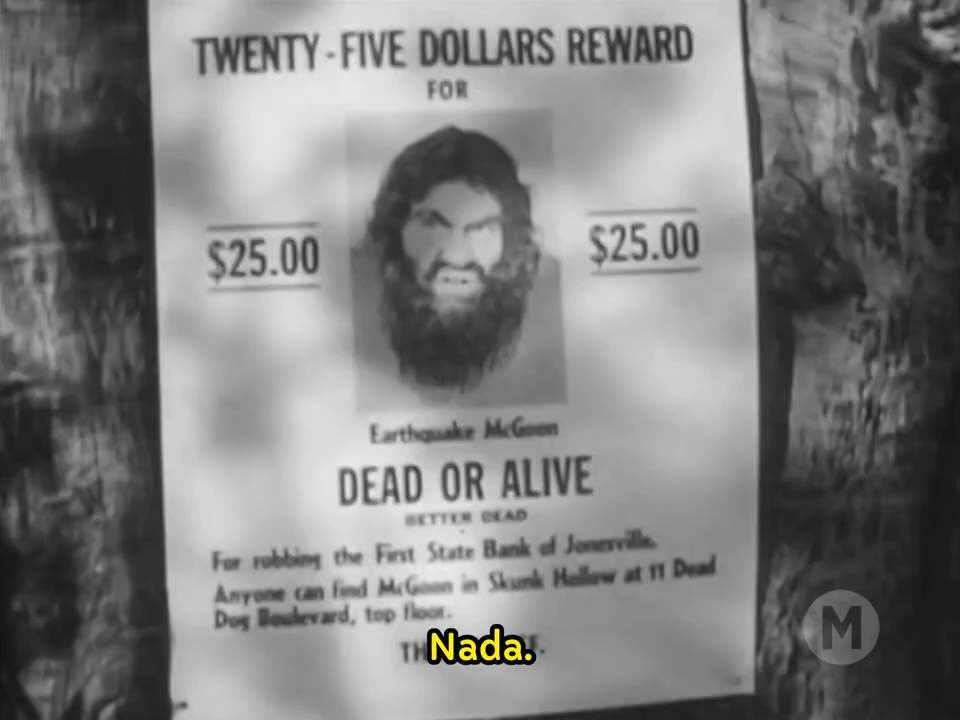 TWENTY-FIVE DOLLARS REWARD
FOR
$25.00
$25.00
Earthquake McGoon
DEAD OR ALIVE
BETTER DEAD
For robbing the First State Bank of Jonesville.
Anyone can find McGoon in Skunk Hollow at 11 Dead
Dog Boulevard, top floor.
Nada.
M